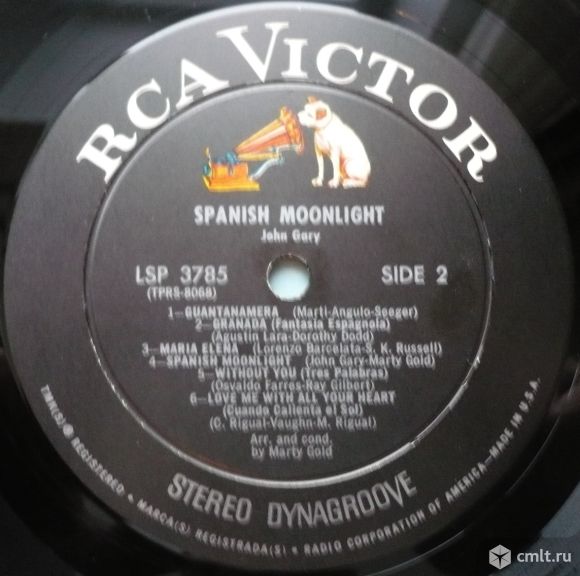 RCA VICTOR
SPANISH MOONLIGHT
John Gary
LSP 3785 SIDE 2
(TPRS-8068)
1—GUANTANAMERA (Marti-Angulo-Seeger)
2—GRANADA (Fantasia Espagnola)
(Agustin Lara-Dorothy Dodd)
3—MARIA ELENA (Lorenzo Barcelata-S. K. Russell)
4—SPANISH MOONLIGHT (John Gary-Marty Gold)
5—WITHOUT YOU (Tres Palabras)
(Osvaldo Farres-Ray Gilbert)
6—LOVE ME WITH ALL YOUR HEART
(Cuando Calienta el Sol)
(C. Rigual-Vaughn-M. Rigual)
Arr. and cond.
by Marty Gold
STEREO DYNAGROOVE
TMK(S) ® REGISTERED • MARCA(S) REGISTRADA(S) • RADIO CORPORATION OF AMERICA—MADE IN U.S.A.
cmlt.ru